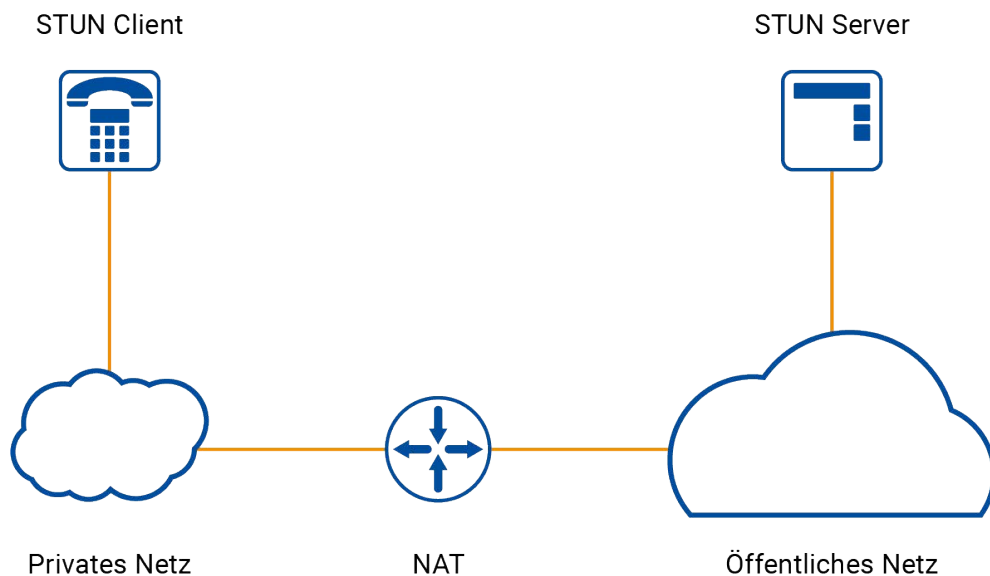 STUN Client
STUN Server
Privates Netz
NAT
Öffentliches Netz